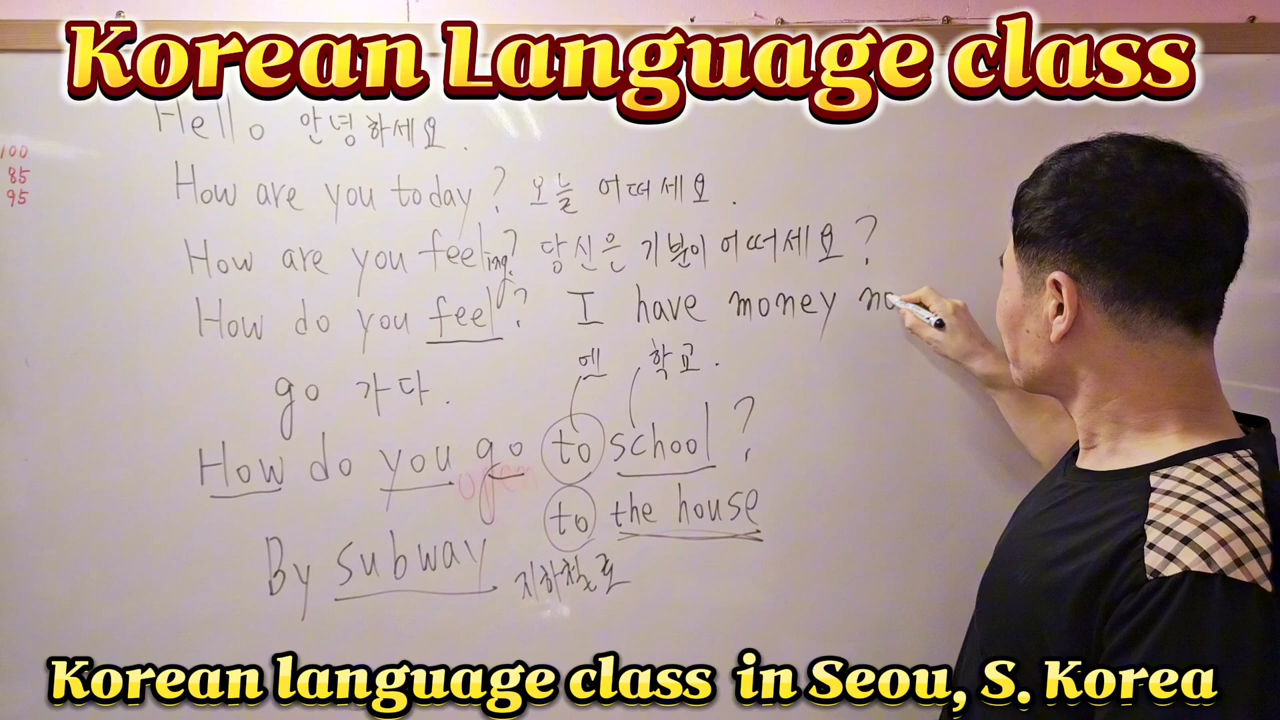 Korean Language class
Hello 안녕하세요.
100
85
95
How are you today? 오늘 어떠세요.
How are you feeling? 당신은 기분이 어떠세요?
How do you feel? I have money no
엔 학교.
go 가다.
How do you go to school?
to the house
By subway 지하철로
Korean language class in Seou, S. Korea